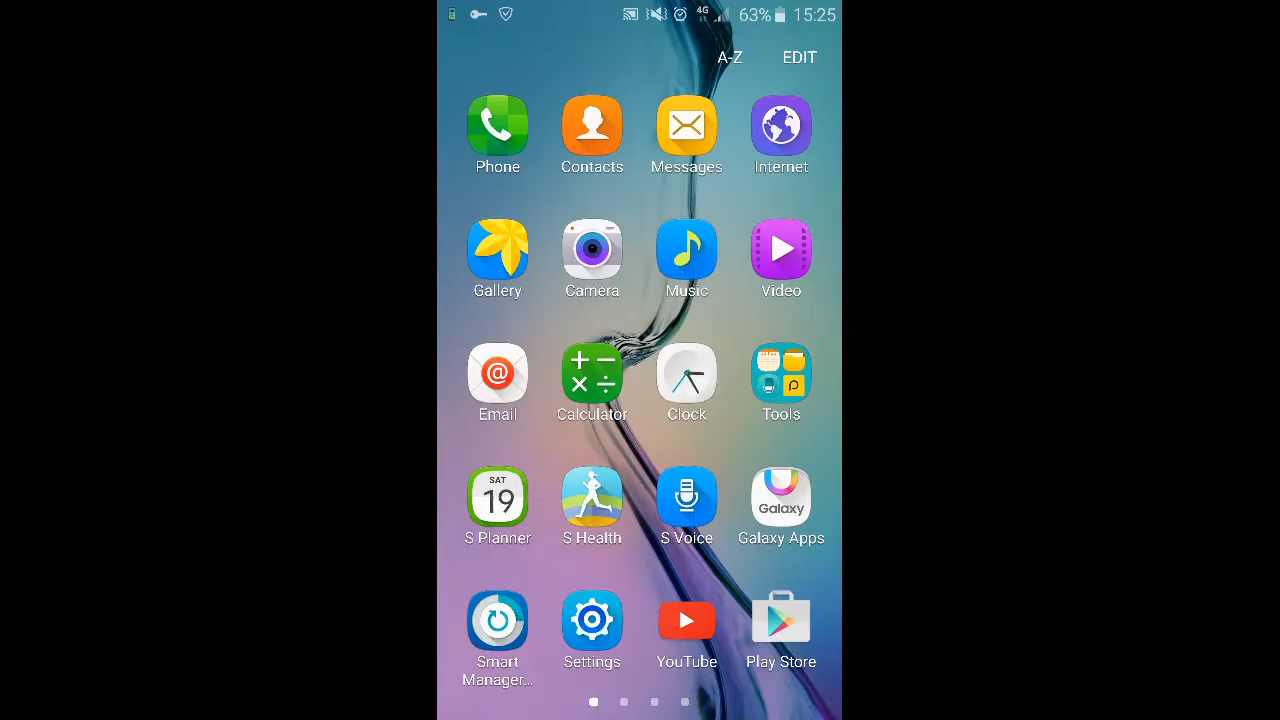 4G 63% 15:25
A-Z EDIT
Phone Contacts Messages Internet
Gallery Camera Music Video
@
Email Calculator Clock Tools
SAT
19
Galaxy
S Planner S Health S Voice Galaxy Apps
Smart Settings YouTube Play Store
Manager...